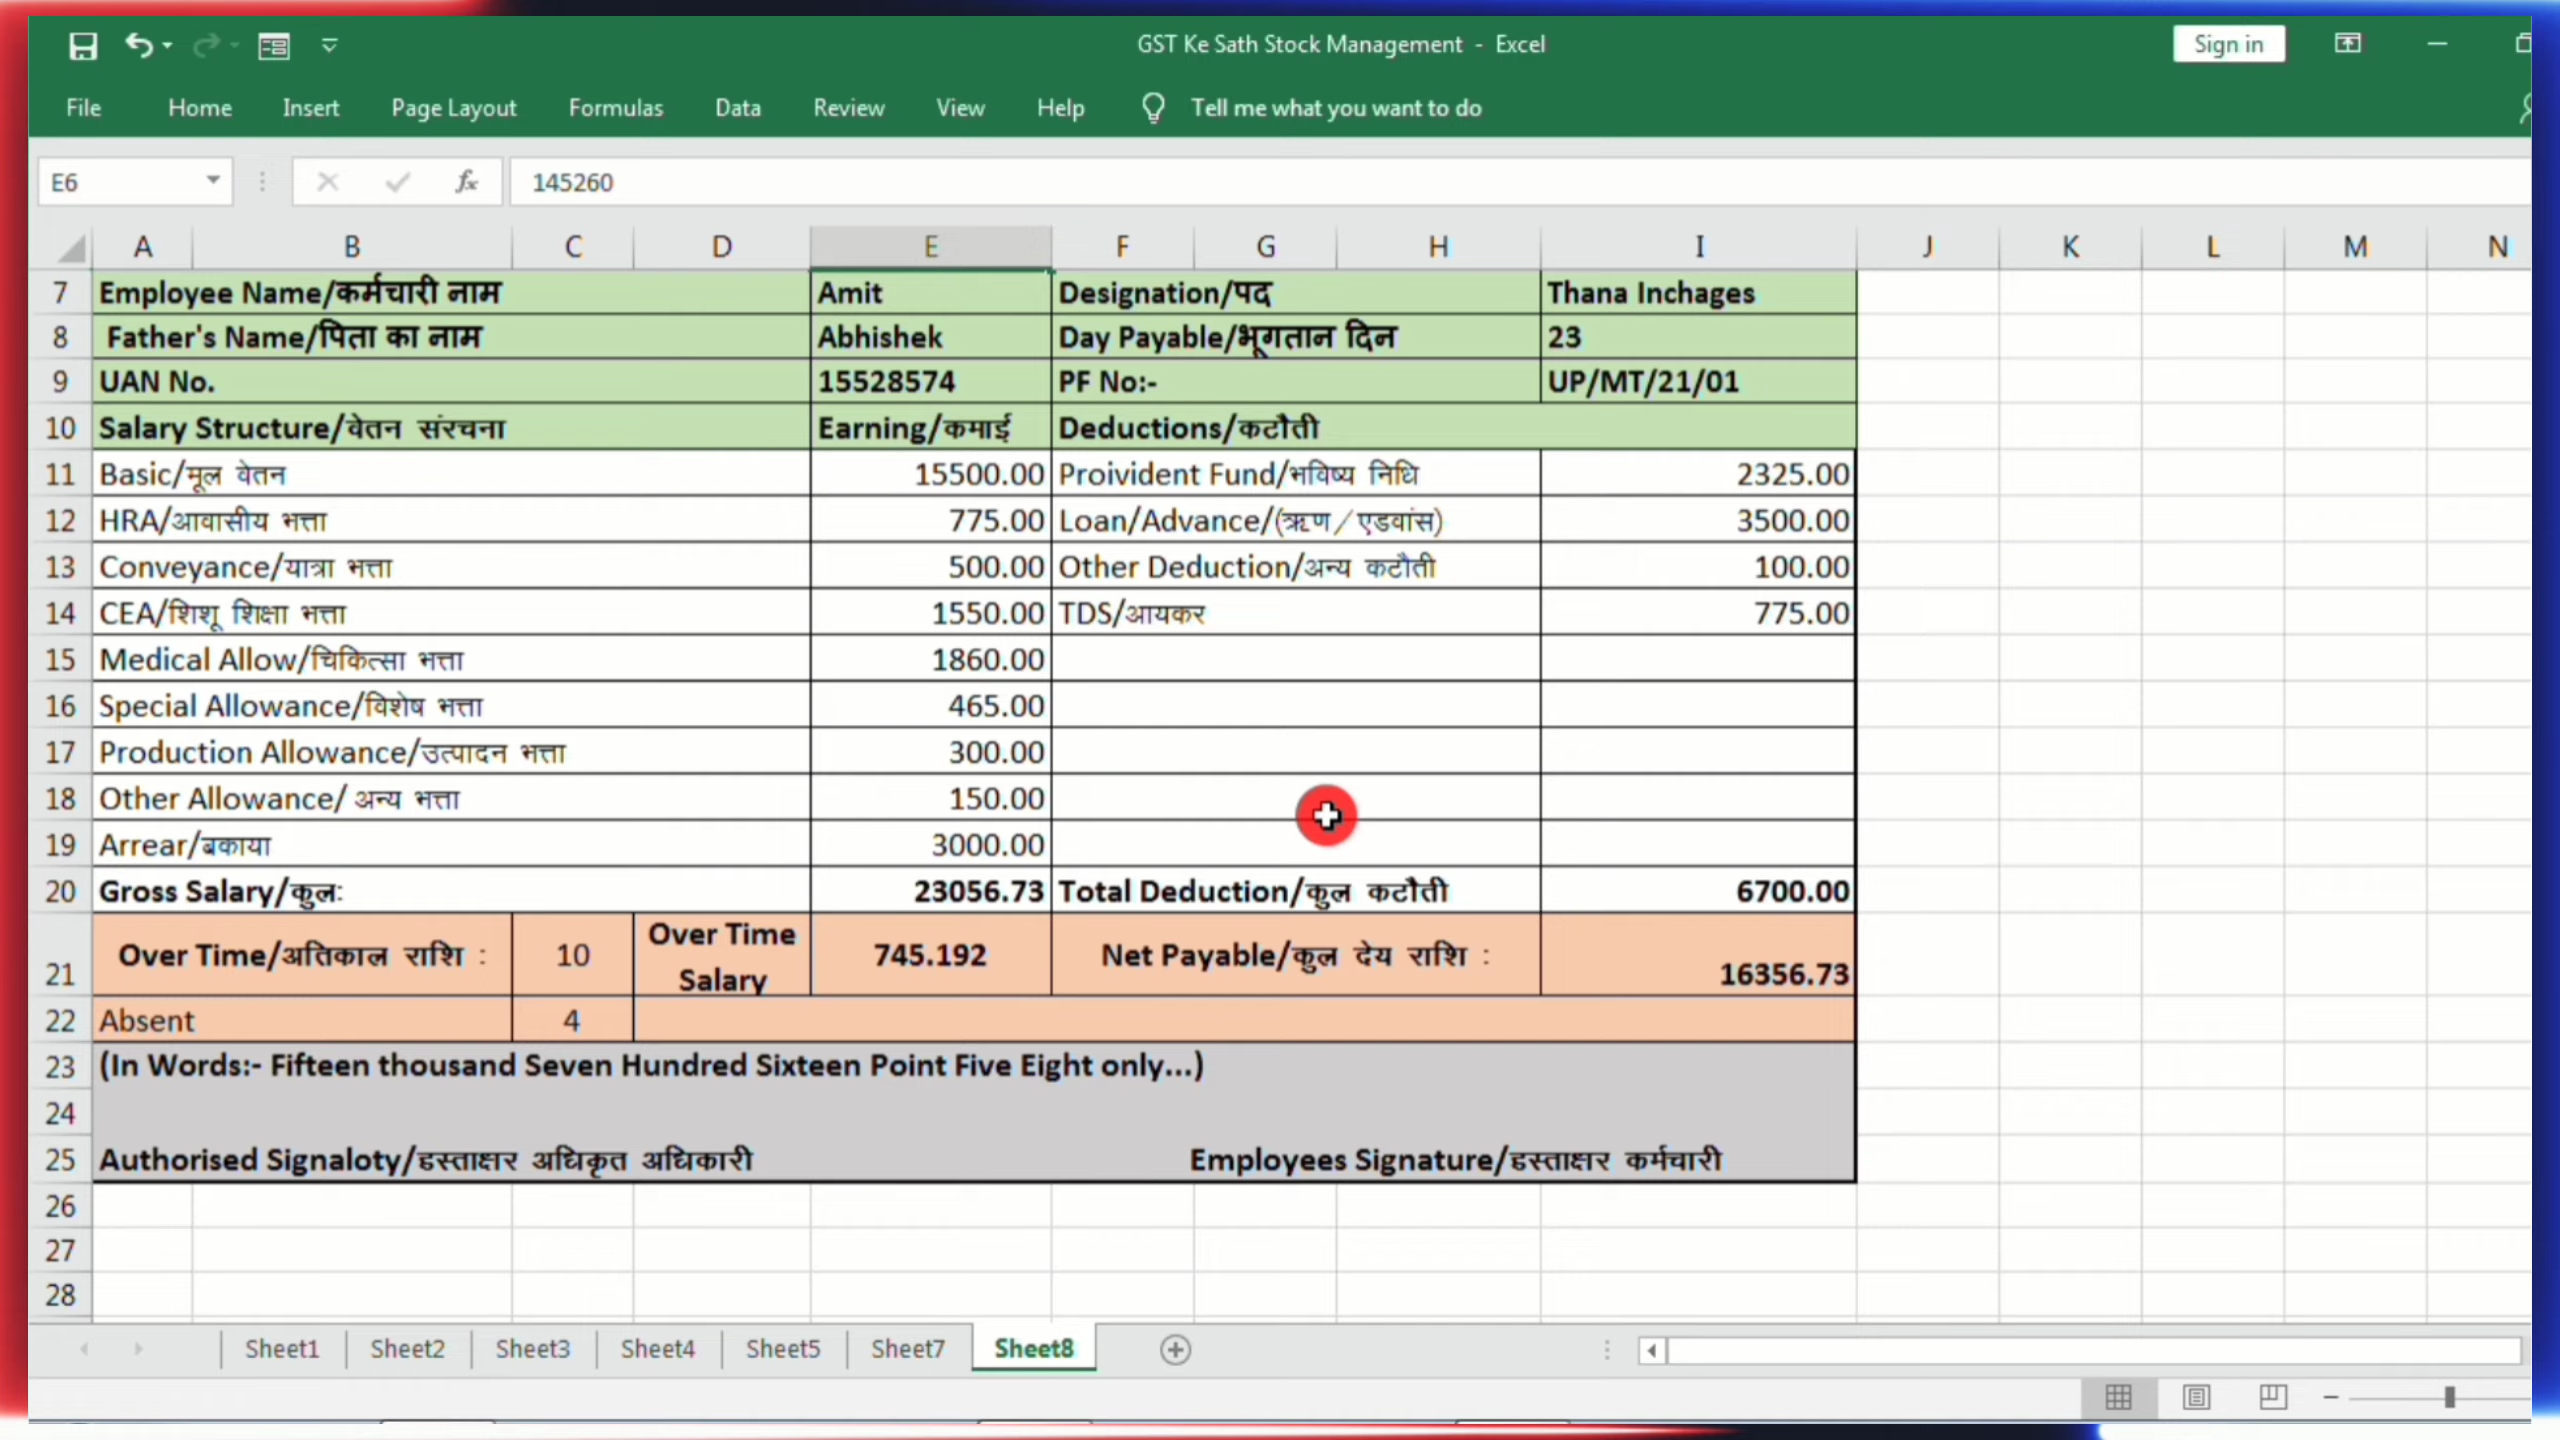 GST Ke Sath Stock Management - Excel
Sign in
File Home Insert Page Layout Formulas Data Review View Help Tell me what you want to do
E6 fx 145260
A B C D E F G H I J K L M N
7 Employee Name/कर्मचारी नाम Amit Designation/पद Thana Inchages
8 Father's Name/पिता का नाम Abhishek Day Payable/भूगतान दिन 23
9 UAN No. 15528574 PF No:- UP/MT/21/01
10 Salary Structure/वेतन संरचना Earning/कमाई Deductions/कटौती
11 Basic/मूल वेतन 15500.00 Proivident Fund/भविष्य निधि 2325.00
12 HRA/आवासीय भत्ता 775.00 Loan/Advance/(ऋण/एडवांस) 3500.00
13 Conveyance/यात्रा भत्ता 500.00 Other Deduction/अन्य कटौती 100.00
14 CEA/शिशू शिक्षा भत्ता 1550.00 TDS/आयकर 775.00
15 Medical Allow/चिकित्सा भत्ता 1860.00
16 Special Allowance/विशेष भत्ता 465.00
17 Production Allowance/उत्पादन भत्ता 300.00
18 Other Allowance/ अन्य भत्ता 150.00
19 Arrear/बकाया 3000.00
20 Gross Salary/कुल: 23056.73 Total Deduction/कुल कटौती 6700.00
21 Over Time/अतिकाल राशि : 10 Over Time Salary 745.192 Net Payable/कुल देय राशि : 16356.73
22 Absent 4
23 (In Words:- Fifteen thousand Seven Hundred Sixteen Point Five Eight only...)
24
25 Authorised Signaloty/हस्ताक्षर अधिकृत अधिकारी Employees Signature/हस्ताक्षर कर्मचारी
26
27
28
Sheet1 Sheet2 Sheet3 Sheet4 Sheet5 Sheet7 Sheet8